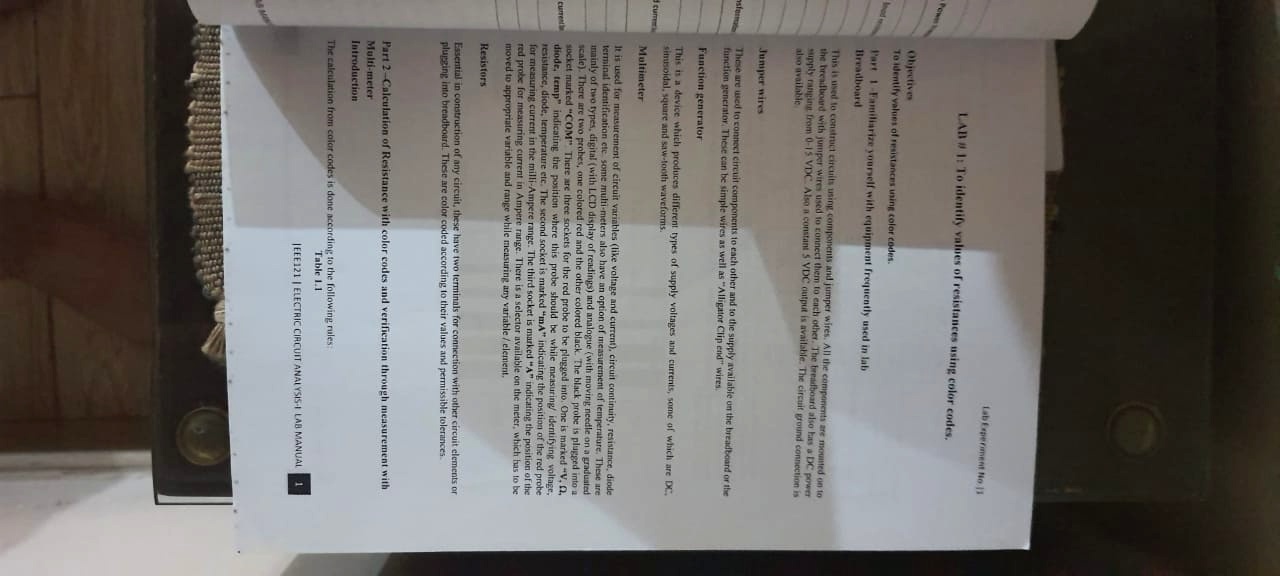 Lab Experiment No |1
LAB # 1: To identify values of resistances using color codes.
Objectives
To identify values of resistances using color codes.
Part 1 -Familiarize yourself with equipment frequently used in lab
Breadboard
This is used to construct circuits using components and jumper wires. All the components are mounted on to
the breadboard with jumper wires used to connect them to each other. The breadboard also has a DC power
supply ranging from 0-15 VDC. Also a constant 5 VDC output is available. The circuit ground connection is
also available.
Jumper wires
These are used to connect circuit components to each other and to the supply available on the breadboard or the
function generator. These can be simple wires as well as "Alligator Clip end" wires.
Function generator
This is a device which produces different types of supply voltages and currents, some of which are DC,
sinusoidal, square and saw-tooth waveforms.
Multimeter
It is used for measurement of circuit variables (like voltage and current), circuit continuity, resistance, diode
terminal identification etc. some multi-meters also have an option of measurement of temperature. These are
mainly of two types, digital (with LCD display of readings) and analogue (with moving needle on a graduated
scale). There are two probes, one colored red and the other colored black. The black probe is plugged into a
socket marked "COM". There are three sockets for the red probe to be plugged into. One is marked "V, Ω,
diode, temp" indicating the position where this probe should be while measuring/ identifying voltage,
resistance, diode, temperature etc. The second socket is marked "mA" indicating the position of the red probe
for measuring current in the milli-Ampere range. The third socket is marked "A" indicating the position of the
red probe for measuring current in Ampere range. There is a selector available on the meter, which has to be
moved to appropriate variable and range while measuring any variable / element.
Resistors
Essential in construction of any circuit, these have two terminals for connection with other circuit elements or
plugging into breadboard. These are color coded according to their values and permissible tolerances.
Part 2 –Calculation of Resistance with color codes and verification through measurement with
Multi-meter
Introduction
The calculation from color codes is done according to the following rules:
Table 1.1
|EEE121 | ELECTRIC CIRCUIT ANALYSIS-I LAB MANUAL 1